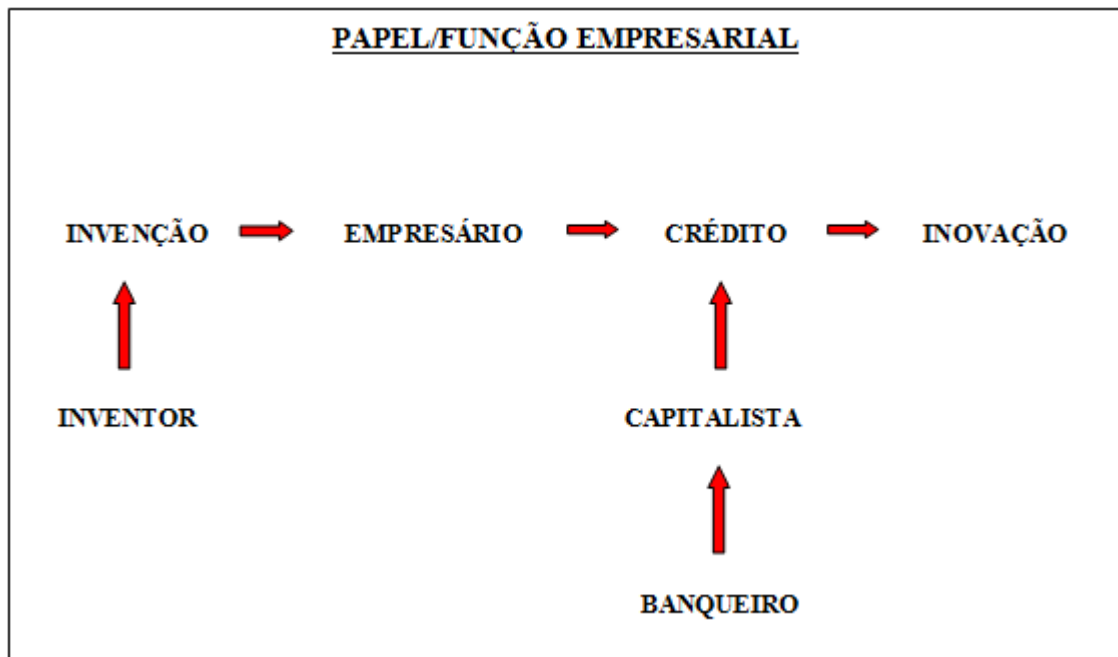 PAPEL/FUNÇÃO EMPRESARIAL
INVENÇÃO EMPRESÁRIO CRÉDITO INOVAÇÃO
INVENTOR CAPITALISTA
BANQUEIRO